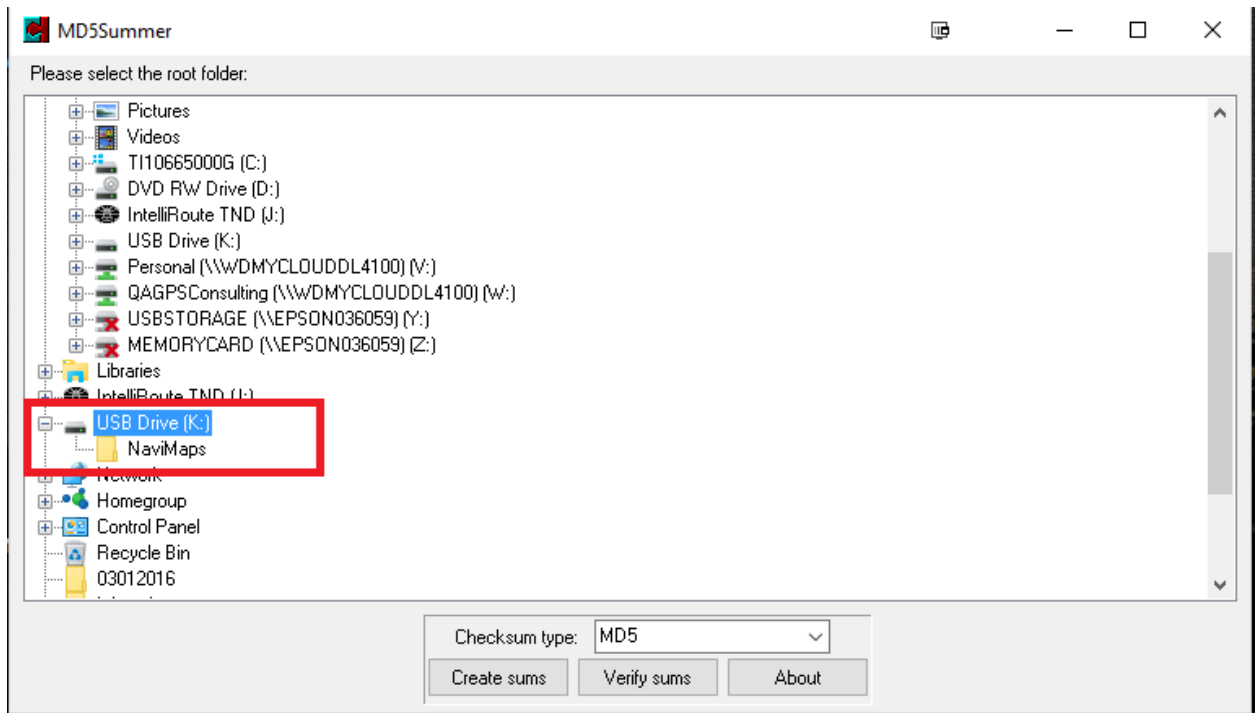 MD5Summer
Please select the root folder:
Pictures
Videos
TI10665000G (C:)
DVD RW Drive (D:)
IntelliRoute TND (J:)
USB Drive (K:)
Personal (\\WDMYCLOUDDL4100) (V:)
QAGPSConsulting (\\WDMYCLOUDDL4100) (W:)
USBSTORAGE (\\EPSON036059) (Y:)
MEMORYCARD (\\EPSON036059) (Z:)
Libraries
IntelliRoute TND (J:)
USB Drive (K:)
NaviMaps
Network
Homegroup
Control Panel
Recycle Bin
03012016
Checksum type: MD5
Create sums Verify sums About